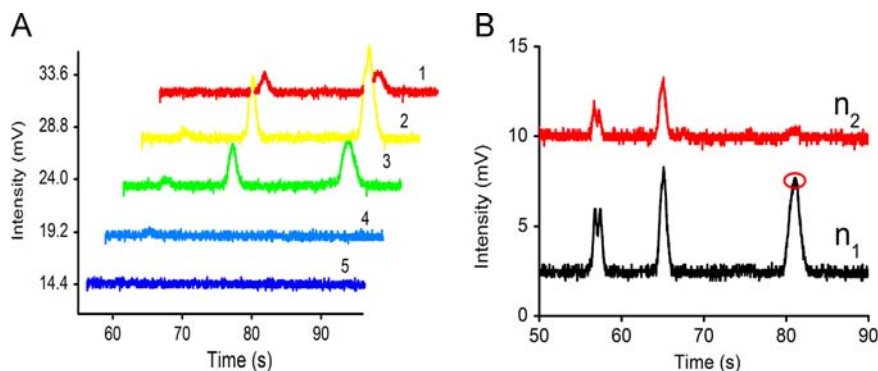 A
Intensity (mV)
33.6
28.8
24.0
19.2
14.4
1
2
3
4
5
60 70 80 90
Time (s)
B
Intensity (mV)
15
10
5
0
n2
n1
50 60 70 80 90
Time (s)